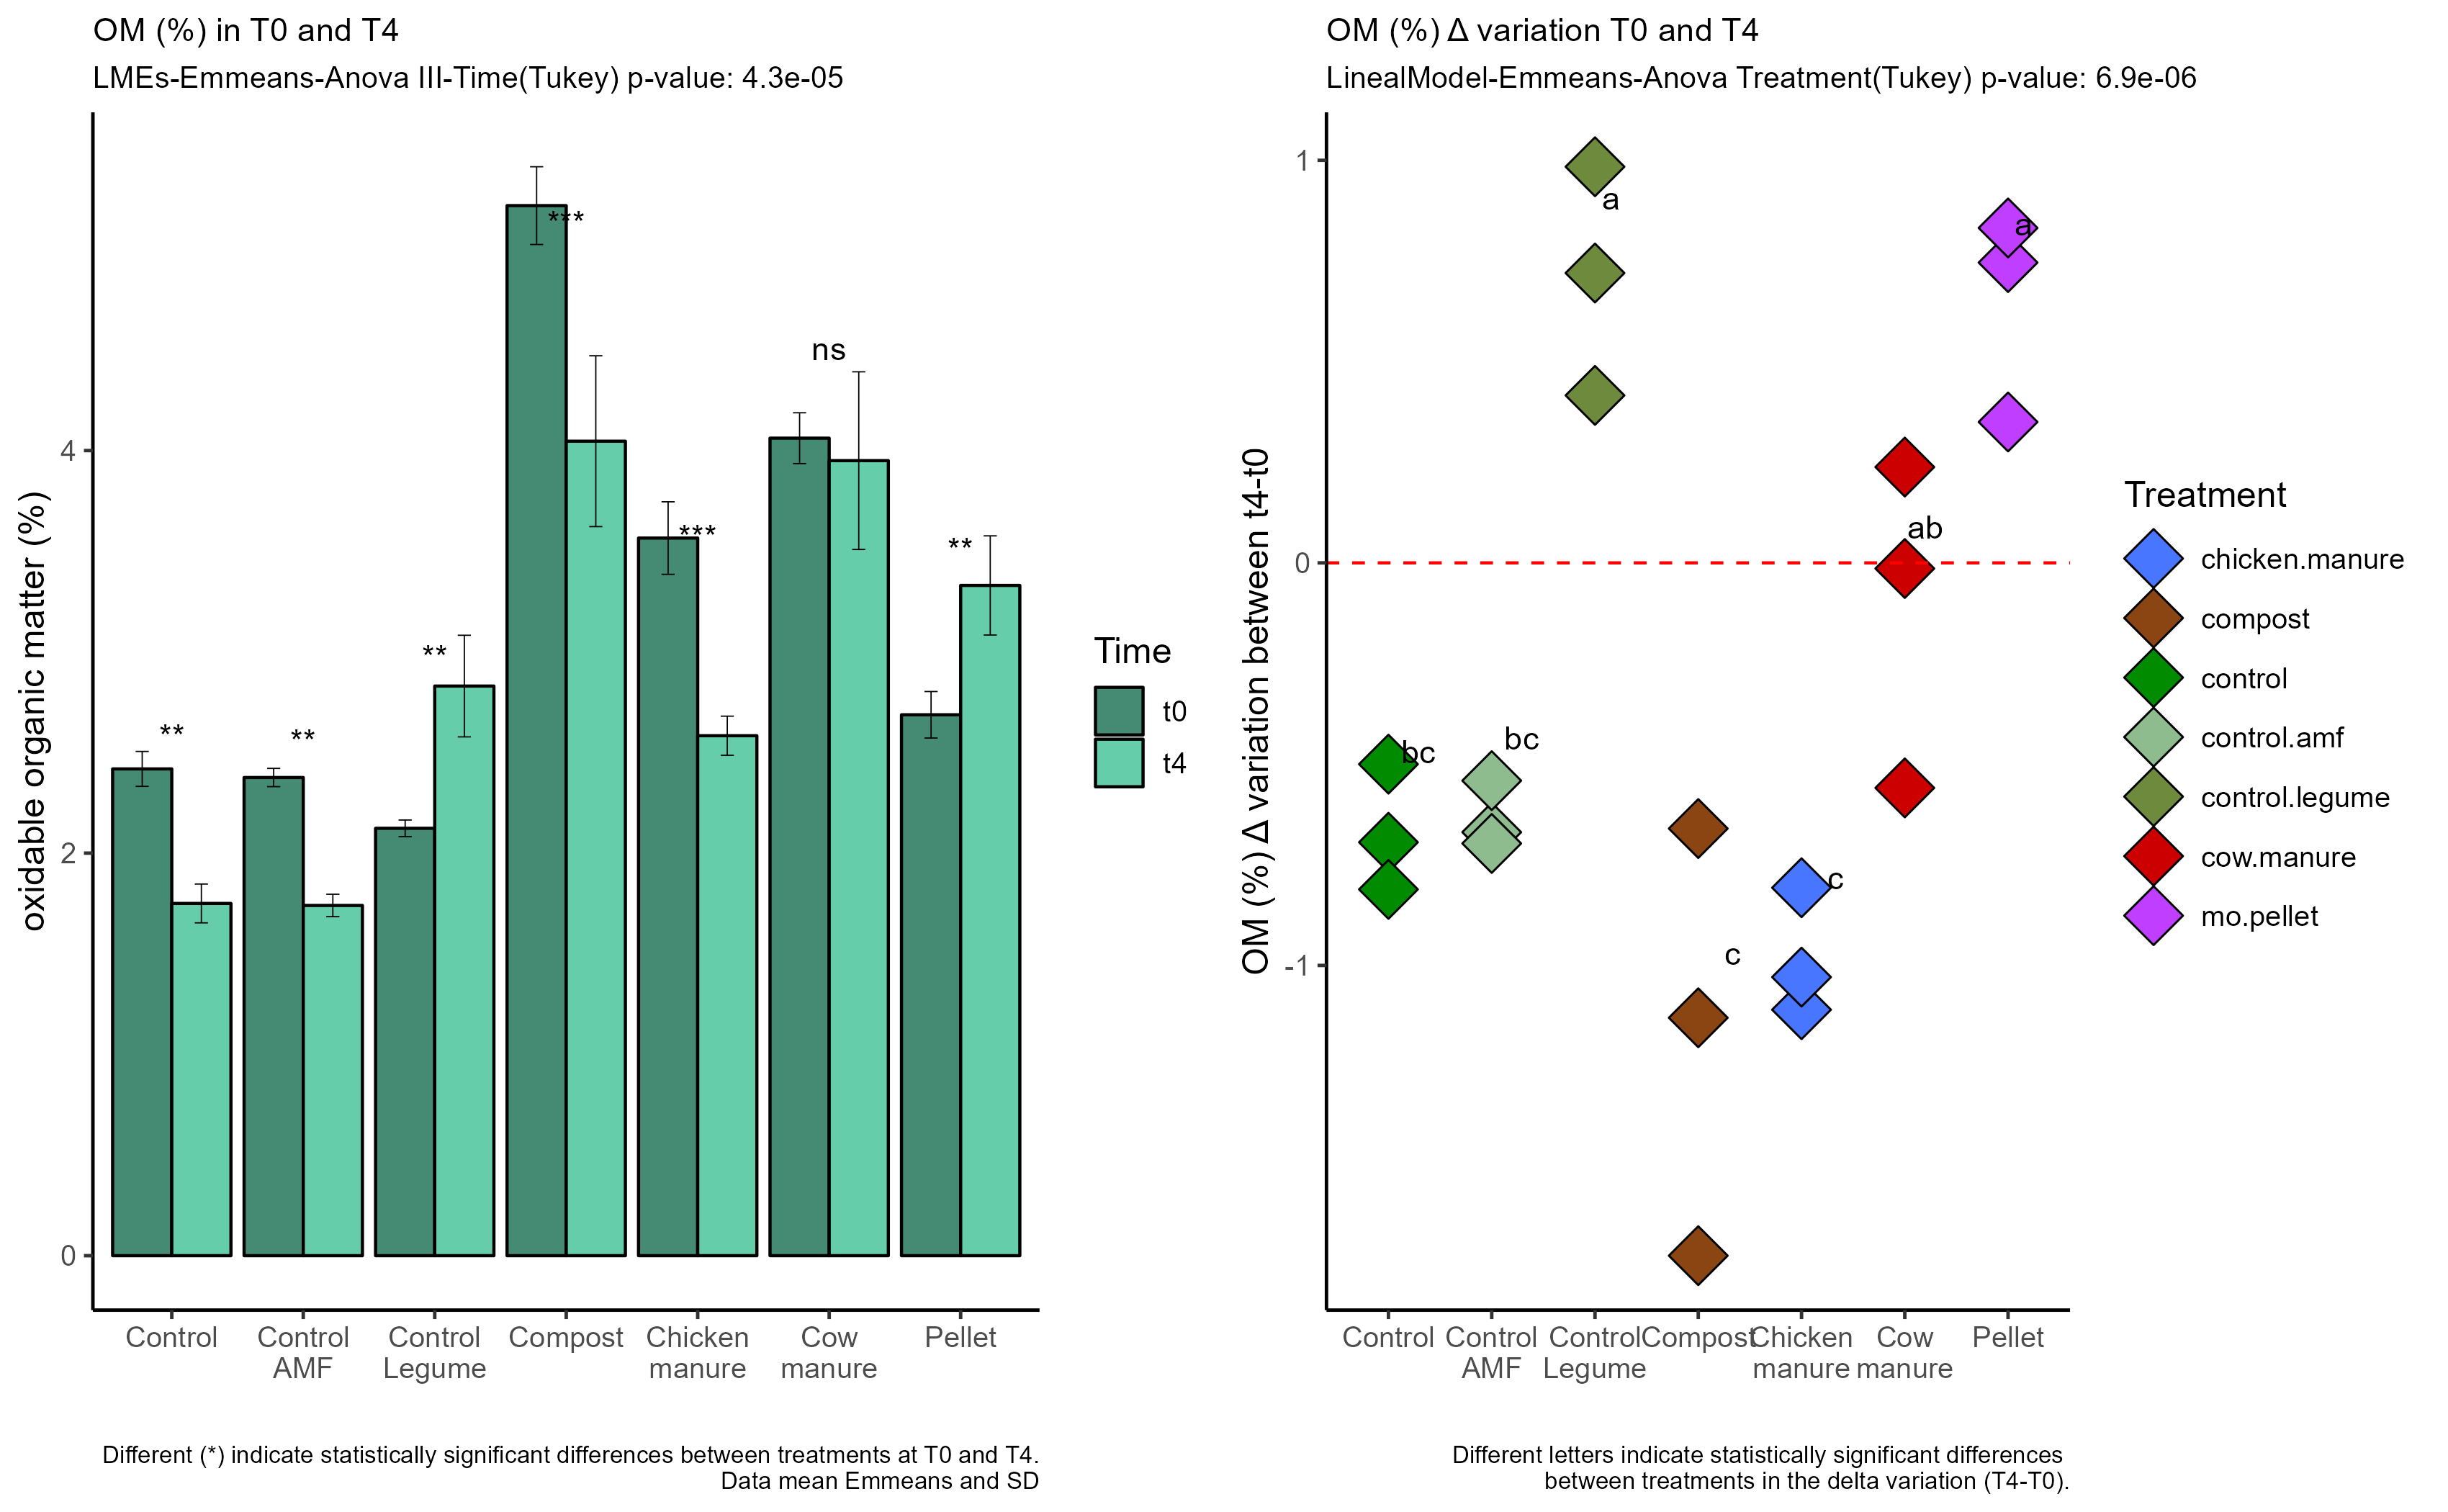 OM (%) in T0 and T4
LMEs-Emmeans-Anova III-Time(Tukey) p-value: 4.3e-05
oxidable organic matter (%)
4
2
0
**
**
**
***
***
ns
**
Control
Control
AMF
Control
Legume
Compost
Chicken
manure
Cow
manure
Pellet
Time
t0
t4
Different (*) indicate statistically significant differences between treatments at T0 and T4.
Data mean Emmeans and SD
OM (%) Δ variation T0 and T4
LinealModel-Emmeans-Anova Treatment(Tukey) p-value: 6.9e-06
OM (%) Δ variation between t4-t0
1
0
-1
bc
bc
a
c
c
ab
a
Control
Control
AMF
Control
Legume
Compost
Chicken
manure
Cow
manure
Pellet
Treatment
chicken.manure
compost
control
control.amf
control.legume
cow.manure
mo.pellet
Different letters indicate statistically significant differences
between treatments in the delta variation (T4-T0).